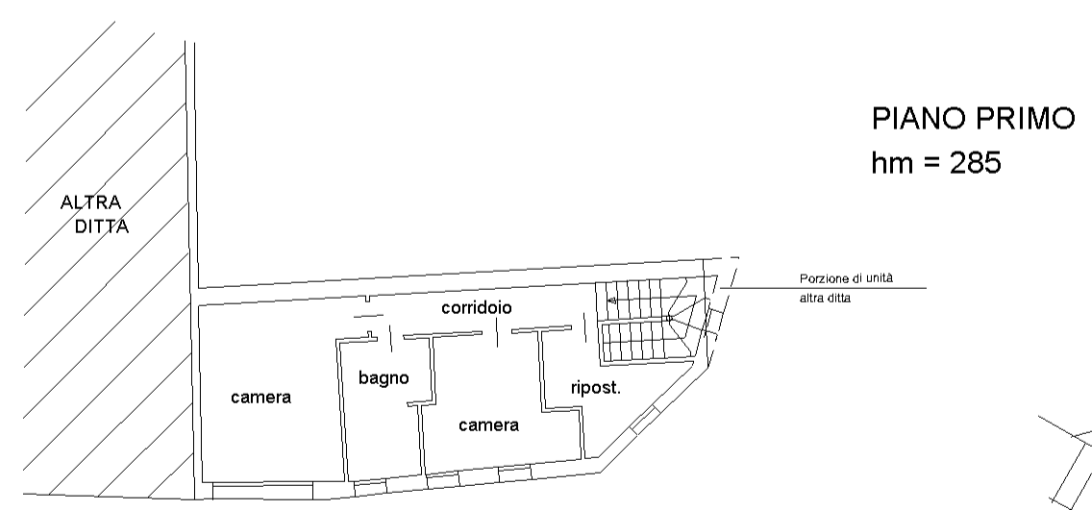 PIANO PRIMO
hm = 285
ALTRA
DITTA
Porzione di unità
altra ditta
corridoio
bagno
camera
ripost.
camera